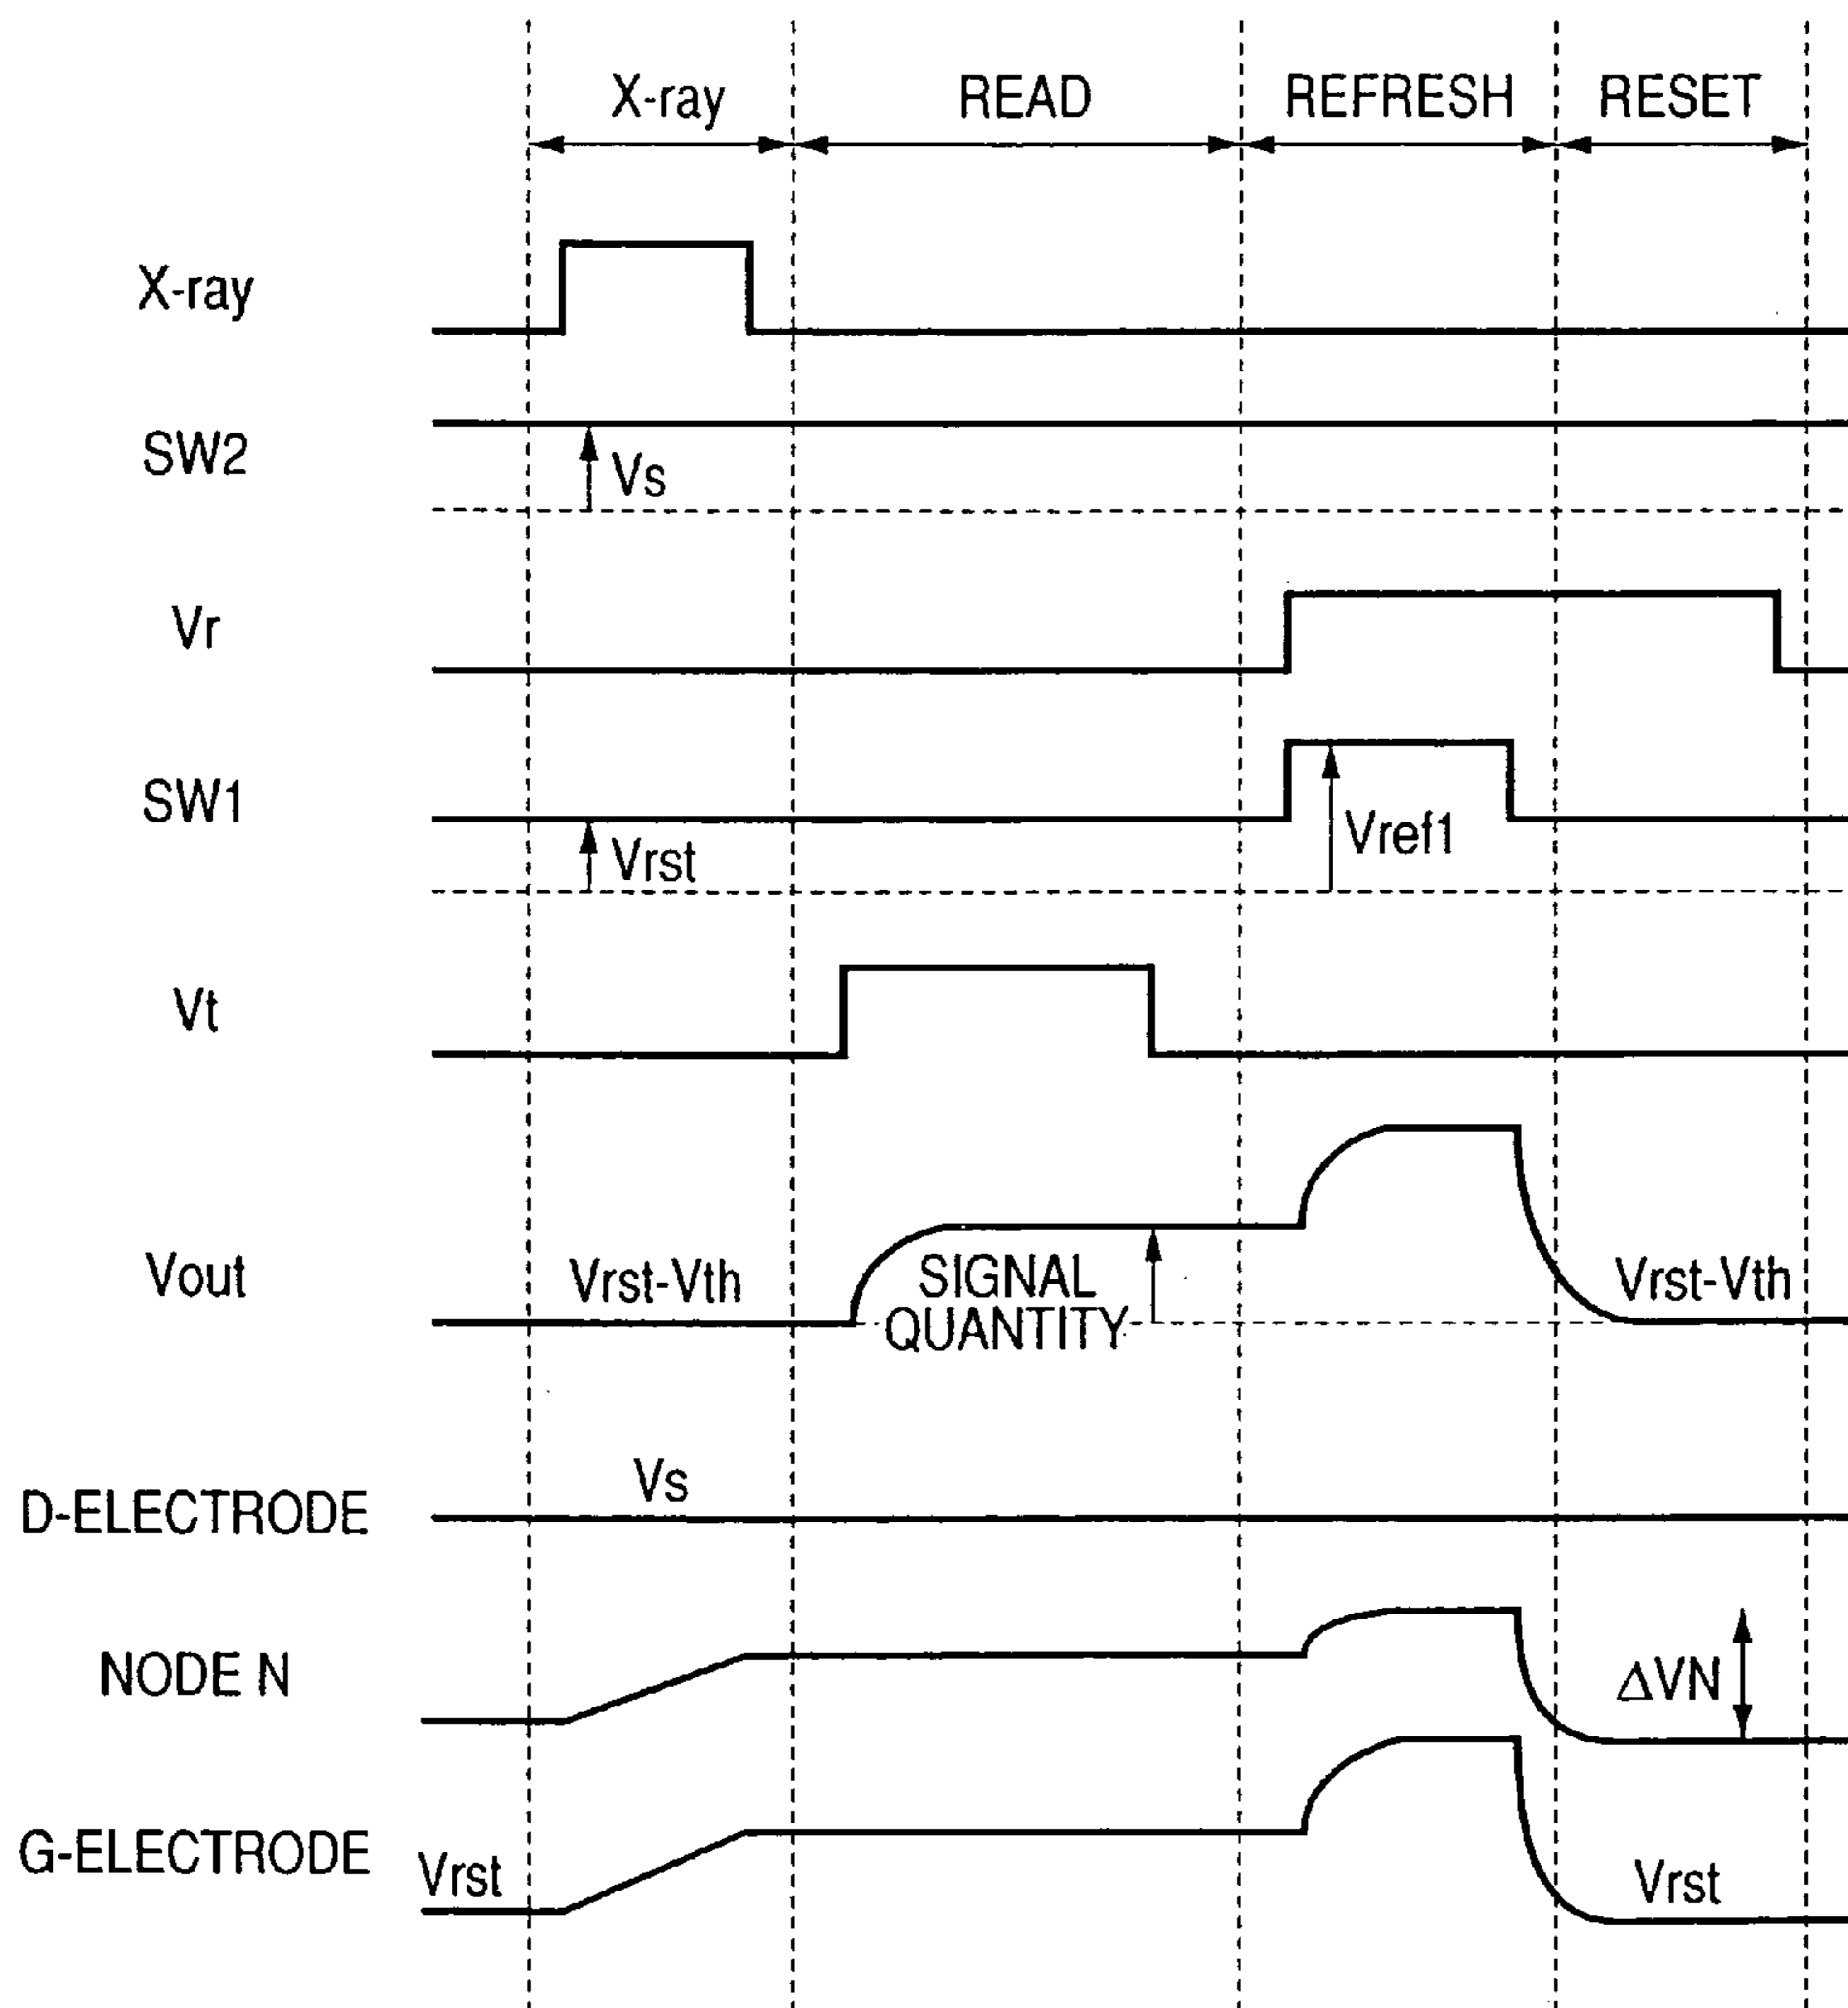 X-ray READ REFRESH RESET
X-ray
SW2
Vs
Vr
SW1
Vrst
Vref1
Vt
Vout
Vrst-Vth
SIGNAL
QUANTITY
Vrst-Vth
D-ELECTRODE
Vs
NODE N
ΔVN
G-ELECTRODE
Vrst
Vrst